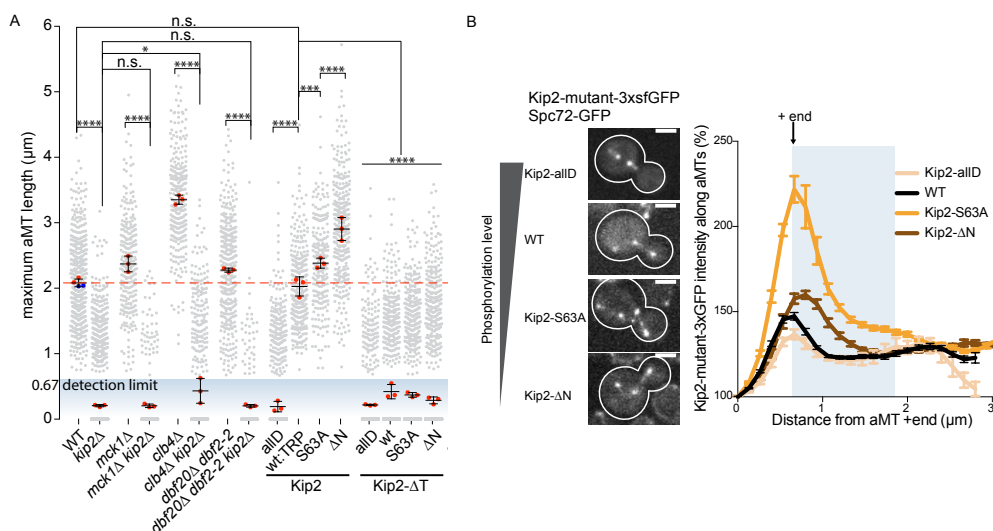 A
maximum aMT length (µm)
6
5
4
3
2
1
0.67
0
detection limit
n.s.
n.s.
*
n.s.
****
****
****
****
****
***
****
****
WT
kip2Δ
mck1Δ
mck1Δ kip2Δ
clb4Δ
clb4Δ kip2Δ
dbf20Δ dbf2-2
dbf20Δ dbf2-2 kip2Δ
allD
wt:TRP
S63A
ΔN
allD
wt
S63A
ΔN
Kip2
Kip2-ΔT
B
Kip2-mutant-3xsfGFP
Spc72-GFP
Phosphorylation level
Kip2-allD
WT
Kip2-S63A
Kip2-ΔN
Kip2-mutant-3xGFP intensity along aMTs (%)
250
200
150
100
+ end
Kip2-allD
WT
Kip2-S63A
Kip2-ΔN
0
1
2
3
Distance from aMT +end (µm)